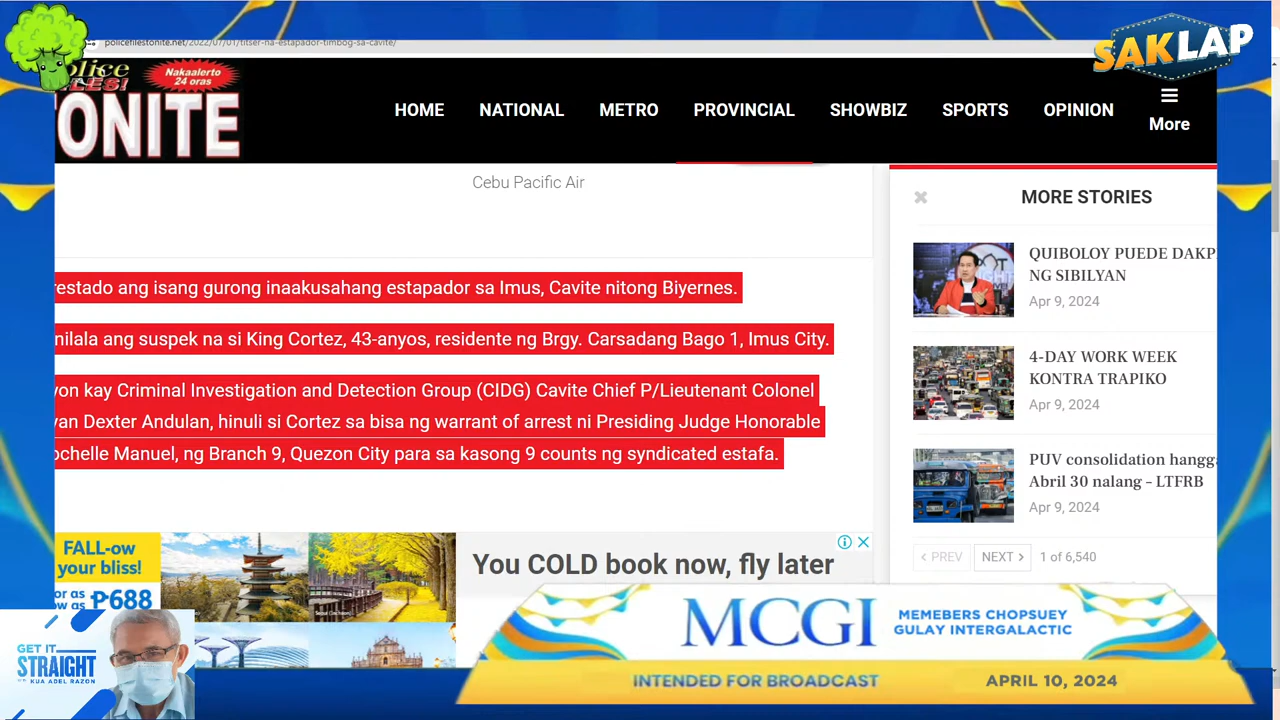 policefilestonite.net/2022/07/01/titser-na-estapador-timbog-sa-cavite/
SAKLAP
Police
FILES!
Nakaalerto
24 oras
TONITE
HOME NATIONAL METRO PROVINCIAL SHOWBIZ SPORTS OPINION
More
Cebu Pacific Air
restado ang isang gurong inaakusahang estapador sa Imus, Cavite nitong Biyernes.
nilala ang suspek na si King Cortez, 43-anyos, residente ng Brgy. Carsadang Bago 1, Imus City.
yon kay Criminal Investigation and Detection Group (CIDG) Cavite Chief P/Lieutenant Colonel
van Dexter Andulan, hinuli si Cortez sa bisa ng warrant of arrest ni Presiding Judge Honorable
ochelle Manuel, ng Branch 9, Quezon City para sa kasong 9 counts ng syndicated estafa.
MORE STORIES
QUIBOLOY PUEDE DAKP
NG SIBILYAN
Apr 9, 2024
4-DAY WORK WEEK
KONTRA TRAPIKO
Apr 9, 2024
PUV consolidation hangg
Abril 30 nalang – LTFRB
Apr 9, 2024
PREV NEXT 1 of 6,540
FALL-ow
your bliss!
for as
low as ₱688
You COLD book now, fly later
GET IT
STRAIGHT
WITH KUA ADEL RAZON
MCGI
MEMEBERS CHOPSUEY
GULAY INTERGALACTIC
INTENDED FOR BROADCAST APRIL 10, 2024